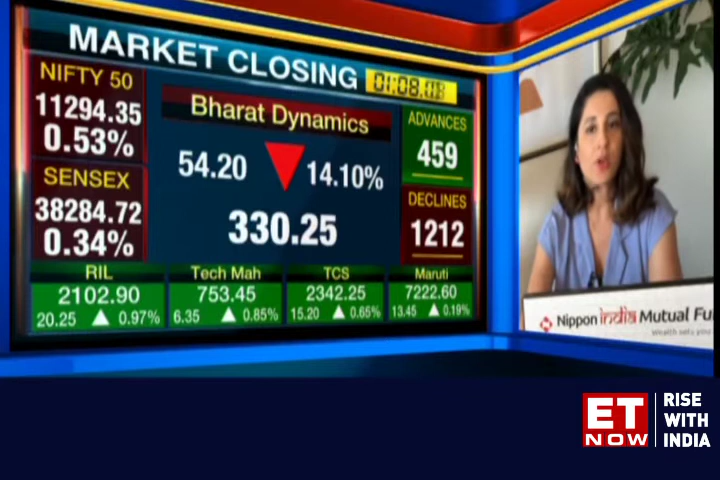 MARKET CLOSING
01:08
NIFTY 50
11294.35
0.53%
SENSEX
38284.72
0.34%
Bharat Dynamics
54.20
14.10%
330.25
ADVANCES
459
DECLINES
1212
RIL
2102.90
20.25 ▲ 0.97%
Tech Mah
753.45
6.35 ▲ 0.85%
TCS
2342.25
15.20 ▲ 0.65%
Maruti
7222.60
13.45 ▲ 0.19%
Nippon india Mutual Fu
Wealth sets you
ET
NOW
RISE
WITH
INDIA